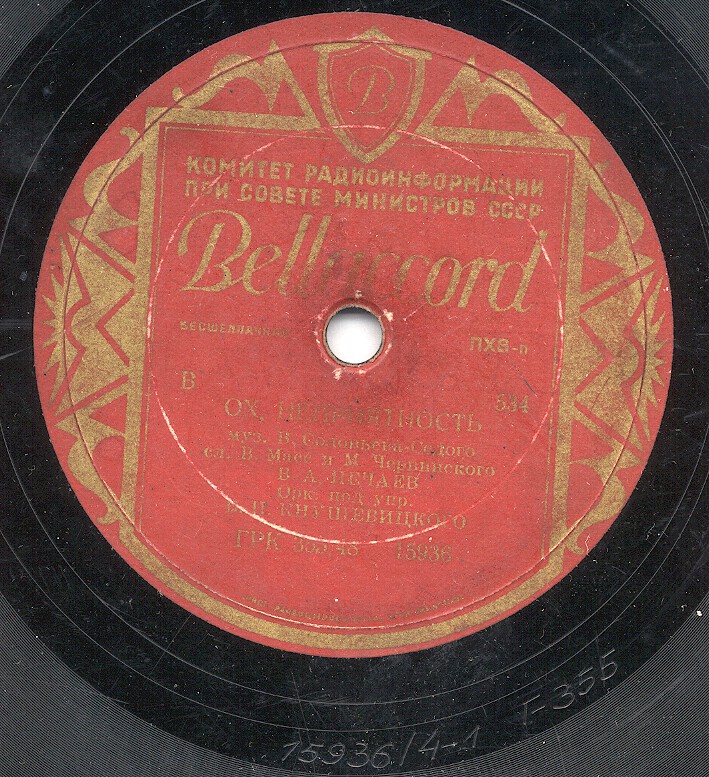 B
КОМИТЕТ РАДИОИНФОРМАЦИИ
ПРИ СОВЕТЕ МИНИСТРОВ СССР
Belaccord
БЕСШЕЛЛАЧНАЯ
ПХВ-п
В
534
ОХ, НЕПРИЯТНОСТЬ
муз. В. Соловьева-Седого
сл. В. Масс и М. Червинского
В. А. НЕЧАЕВ
Орк. под упр.
Н. КНУШЕВИЦКОГО
ГРК 15936
15936/4-1 Г-355